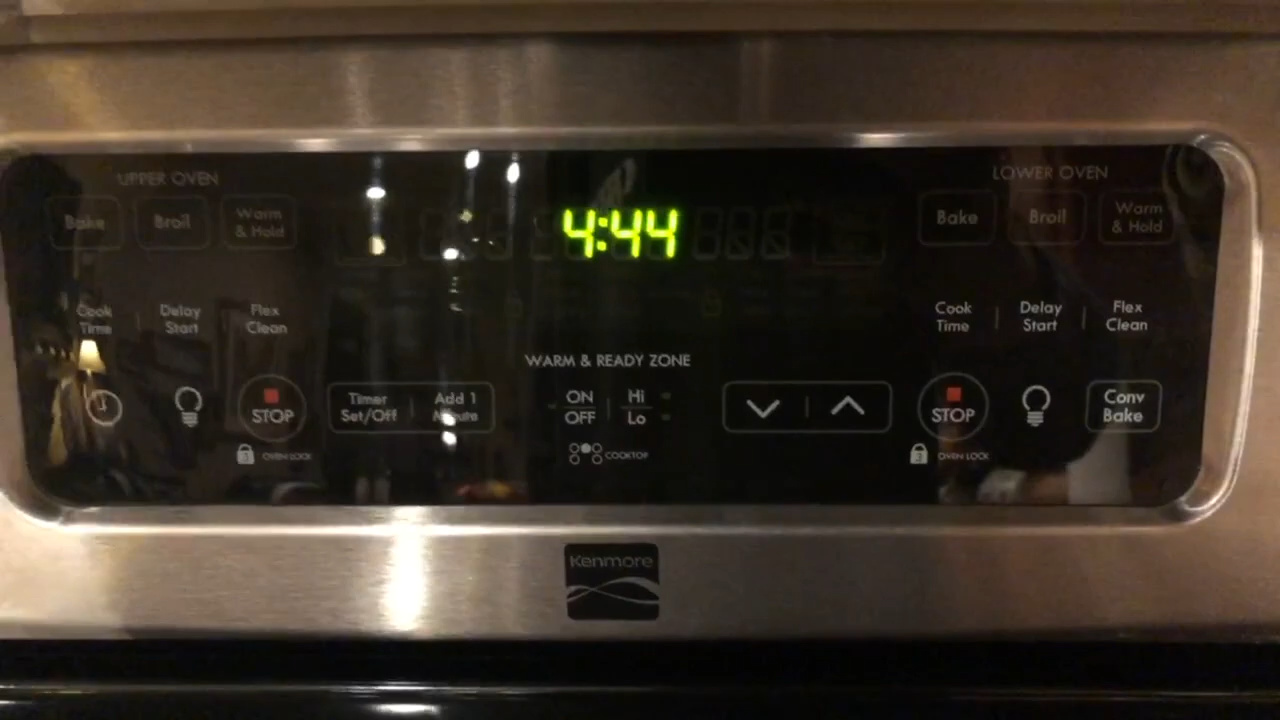 UPPER OVEN
LOWER OVEN
Bake
Broil
Warm
& Hold
4:44
Bake
Broil
Warm
& Hold
Cook
Time
Delay
Start
Flex
Clean
Cook
Time
Delay
Start
Flex
Clean
WARM & READY ZONE
STOP
Timer
Set/Off
Add 1
Minute
ON
OFF
Hi
Lo
STOP
Conv
Bake
3
OVEN LOCK
COOKTOP
3
OVEN LOCK
Kenmore